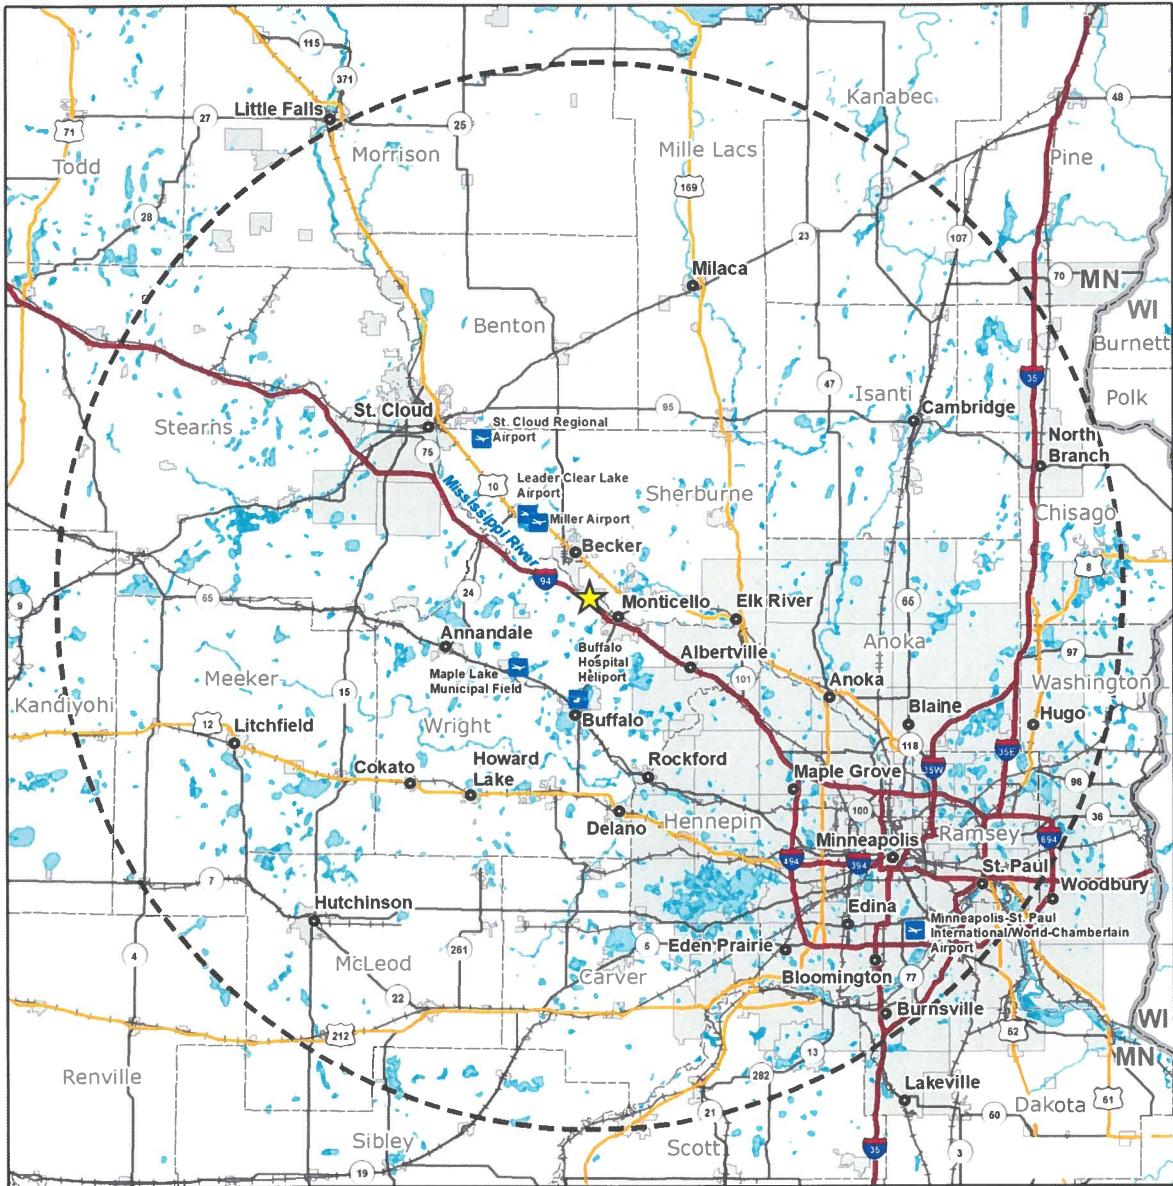 115
371
Kanabec
48
Little Falls
27
25
71
Morrison
Mille Lacs
Pine
Todd
169
28
23
107
Milaca
70
MN
WI
Benton
Burnett
35
47
Isanti
Polk
St. Cloud
95
Cambridge
Stearns
St. Cloud Regional
Airport
North
Branch
75
Mississippi River
10
Leader Clear Lake
Airport
Sherburne
Miller Airport
Chisago
Becker
8
94
9
65
24
Monticello
Elk River
66
Annandale
Buffalo
Hospital
Heliport
Anoka
97
Albertville
Maple Lake
Municipal Field
101
Meeker
Anoka
Washington
15
Kandiyohi
Blaine
Hugo
12
Litchfield
Wright
Buffalo
118
35E
35W
Rockford
Cokato
Howard
Lake
Maple Grove
96
100
36
Delano
Hennepin
Minneapolis
Ramsey
694
494
394
St. Paul
7
Woodbury
Hutchinson
Edina
Minneapolis-St. Paul
International/World-Chamberlain
Airport
261
5
Eden Prairie
4
McLeod
Carver
Bloomington
77
22
Burnsville
212
52
WI
MN
13
Renville
282
Lakeville
61
21
50
Dakota
Sibley
Scott
35
3
19